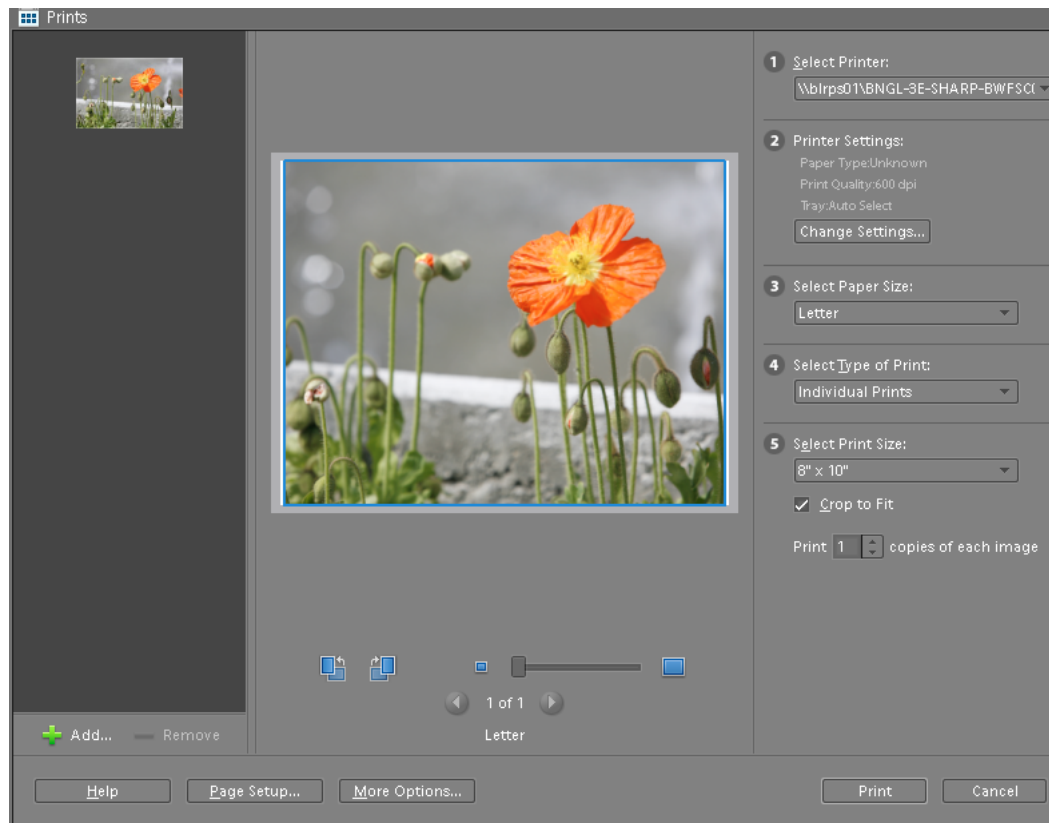 Prints
1 Select Printer:
\\blrps01\BNGL-3E-SHARP-BWFSC(
2 Printer Settings:
Paper Type:Unknown
Print Quality:600 dpi
Tray:Auto Select
Change Settings...
3 Select Paper Size:
Letter
4 Select Type of Print:
Individual Prints
5 Select Print Size:
8" x 10"
Crop to Fit
Print 1 copies of each image
1 of 1
Letter
Add... Remove
Help Page Setup... More Options... Print Cancel